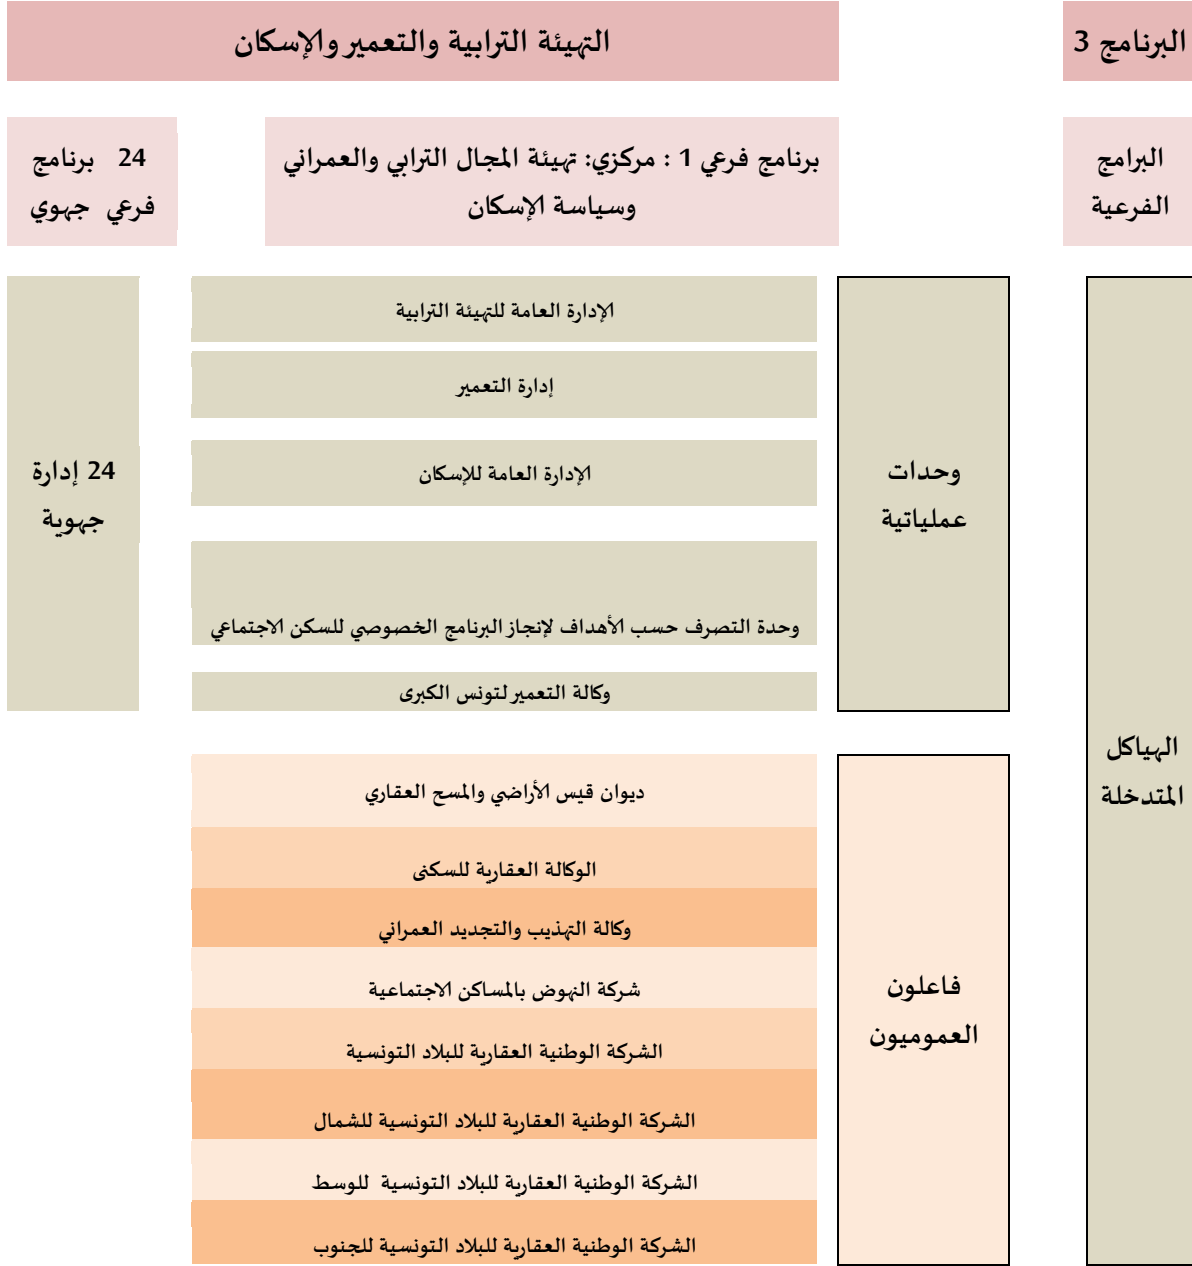 البرنامج 3
التهيئة الترابية والتعمير والإسكان
البرامج
الفرعية
برنامج فرعي 1 : مركزي: تهيئة المجال الترابي والعمراني
وسياسة الإسكان
24 برنامج
فرعي جهوي
الهياكل
المتدخلة
وحدات
عملياتية
الإدارة العامة للتهيئة الترابية
إدارة التعمير
الإدارة العامة للإسكان
وحدة التصرف حسب الأهداف لإنجاز البرنامج الخصوصي للسكن الاجتماعي
وكالة التعمير لتونس الكبرى
24 إدارة
جهوية
فاعلون
العموميون
ديوان قيس الأراضي والمسح العقاري
الوكالة العقارية للسكنى
وكالة التهذيب والتجديد العمراني
شركة النهوض بالمساكن الاجتماعية
الشركة الوطنية العقارية للبلاد التونسية
الشركة الوطنية العقارية للبلاد التونسية للشمال
الشركة الوطنية العقارية للبلاد التونسية للوسط
الشركة الوطنية العقارية للبلاد التونسية للجنوب